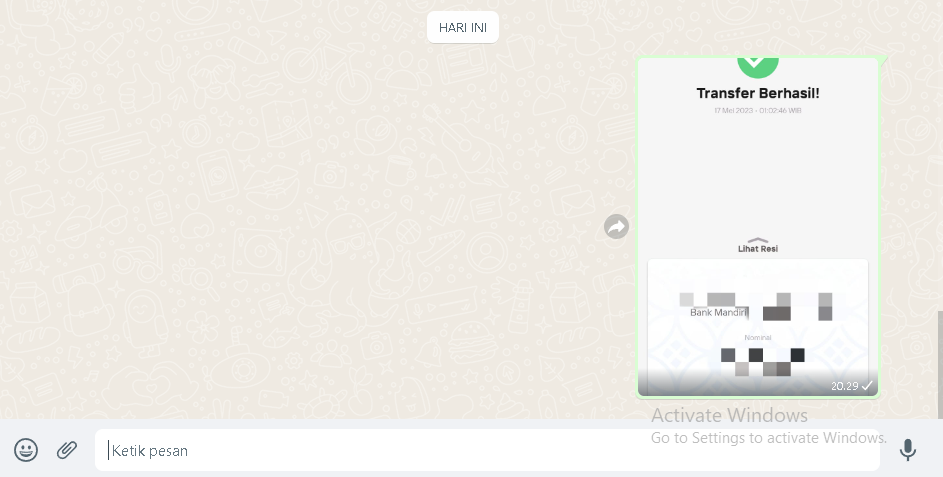 HARI INI
Transfer Berhasil!
17 Mei 2023 - 01:02:46 WIB
Lihat Resi
Bank Mandiri
Nominal
20.29
Activate Windows
Go to Settings to activate Windows.
Ketik pesan